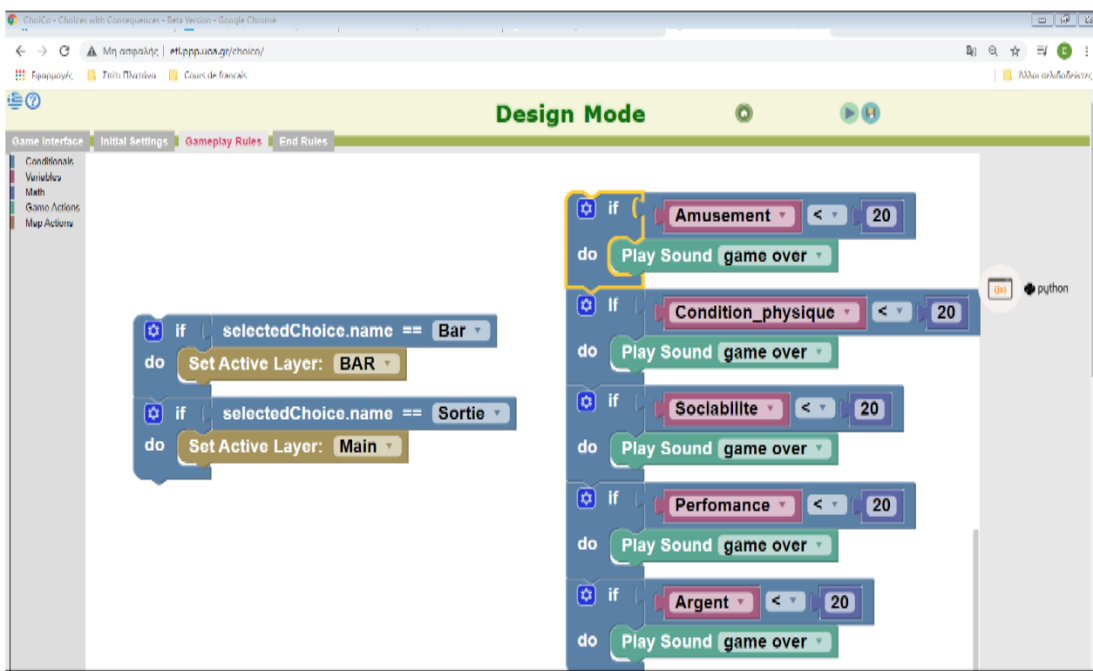 ChoiCo - Choices with Consequences - Beta Version - Google Chrome
Μη ασφαλής | etl.ppp.uoa.gr/choico/
Εφαρμογές Σπίτι Πλατάνια Cours de francais Άλλοι σελιδοδείκτες
Design Mode
Game Interface Initial Settings Gameplay Rules End Rules
Conditionals
Variables
Math
Game Actions
Map Actions
if selectedChoice.name == Bar
do Set Active Layer: BAR
if selectedChoice.name == Sortie
do Set Active Layer: Main
if Amusement < 20
do Play Sound game over
if Condition_physique < 20
do Play Sound game over
if Sociabilite < 20
do Play Sound game over
if Perfomance < 20
do Play Sound game over
if Argent < 20
do Play Sound game over
python